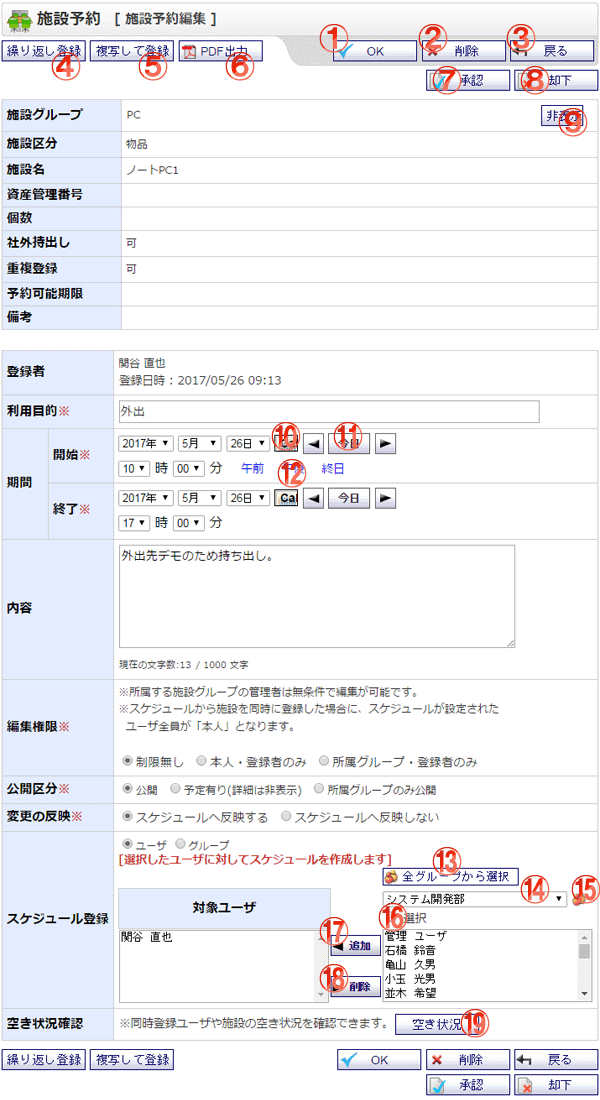 施設予約 [ 施設予約編集 ]
① OK ② 削除 ③ 戻る
繰り返し登録 複写して登録 PDF出力
④ ⑤ ⑥
⑦ 承認 ⑧ 却下
施設グループ PC 非表示 ⑨
施設区分 物品
施設名 ノートPC1
資産管理番号
個数
社外持出し 可
重複登録 可
予約可能期限
備考
登録者 関谷 直也
登録日時:2017/05/26 09:13
利用目的※ 外出
期間 開始※ 2017年 5月 26日 ⑩ ◀ 今日 ⑪ ▶
10 時 00 分 午前 ⑫ 終日
終了※ 2017年 5月 26日 Cal ◀ 今日 ▶
17 時 00 分
内容 外出先デモのため持ち出し。
現在の文字数:13 / 1000 文字
編集権限※ ※所属する施設グループの管理者は無条件で編集が可能です。
※スケジュールから施設を同時に登録した場合に、スケジュールが設定された
ユーザ全員が「本人」となります。
制限無し 本人・登録者のみ 所属グループ・登録者のみ
公開区分※ 公開 予定有り(詳細は非表示) 所属グループのみ公開
変更の反映※ スケジュールへ反映する スケジュールへ反映しない
スケジュール登録 ユーザ グループ
[選択したユーザに対してスケジュールを作成します]
⑬ 全グループから選択
システム開発部 ⑭ ⑮
対象ユーザ ⑯ 選択
関谷 直也
⑰ 追加
⑱ 削除
管理 ユーザ
石橋 鈴音
亀山 久男
小玉 光男
並木 希望
空き状況確認 ※同時登録ユーザや施設の空き状況を確認できます。 空き状況 ⑲
繰り返し登録 複写して登録 OK 削除 戻る
承認 却下